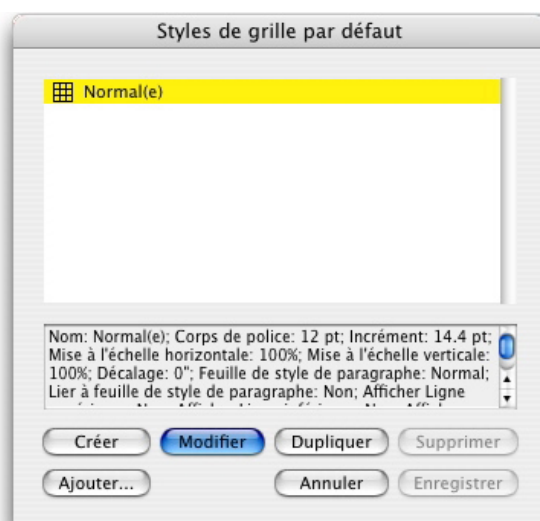 Styles de grille par défaut
Normal(e)
Nom: Normal(e); Corps de police: 12 pt; Incrément: 14.4 pt;
Mise à l'échelle horizontale: 100%; Mise à l'échelle verticale:
100%; Décalage: 0"; Feuille de style de paragraphe: Normal;
Lier à feuille de style de paragraphe: Non; Afficher Ligne
Créer
Modifier
Dupliquer
Supprimer
Ajouter...
Annuler
Enregistrer